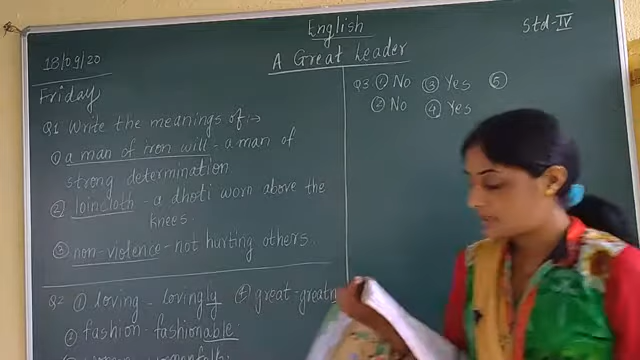 English
A Great Leader
Std-IV
18/09/20
Friday
Q1 Write the meanings of :→
① a man of iron will - a man of
strong determination
② loincloth - a dhoti worn above the
knees.
③ non-violence - not hurting others.
Q2 ① loving - lovingly ④ great-greatn
② fashion - fashionable
Q3 ① No ③ Yes ⑤
② No ④ Yes